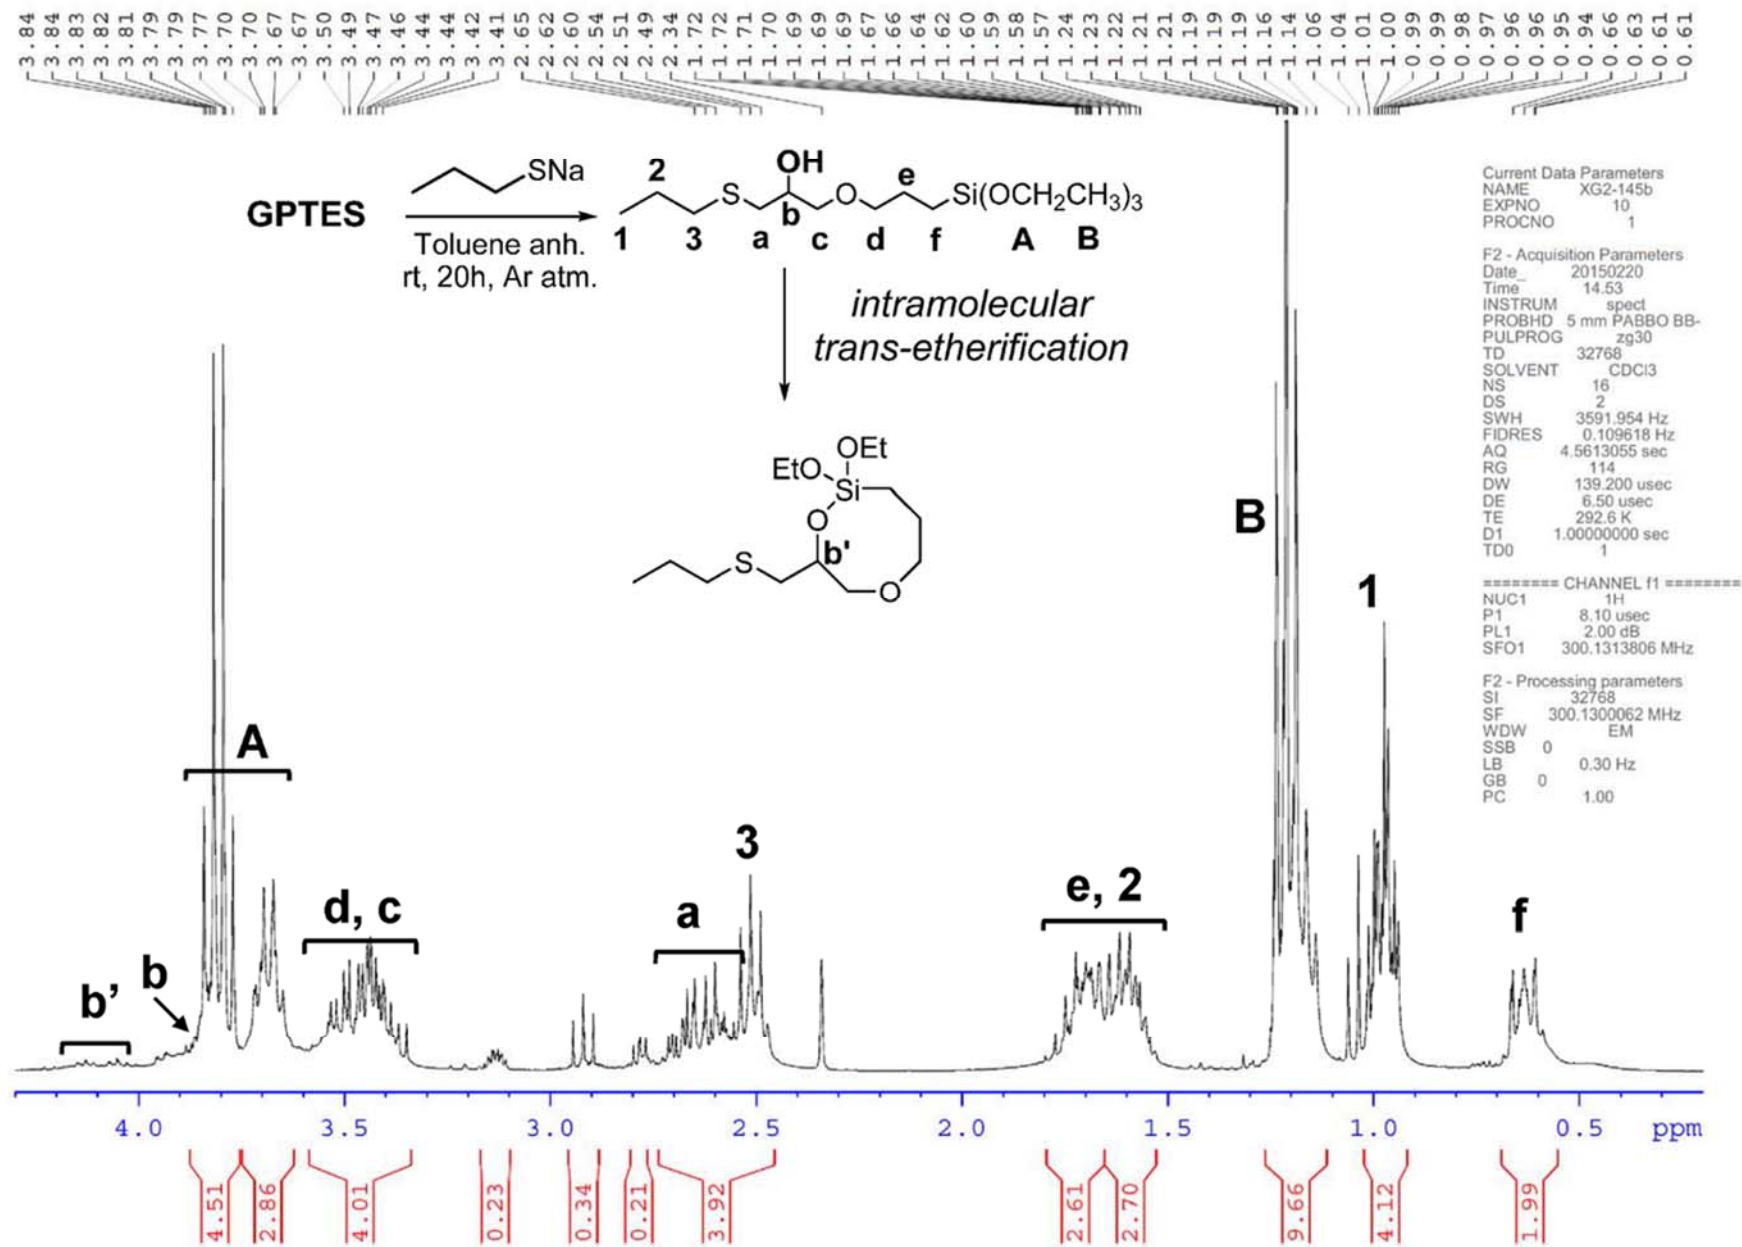 3.84 3.84 3.83 3.82 3.81 3.79 3.79 3.77 3.70 3.70 3.67 3.67 3.50 3.49 3.47 3.46 3.44 3.44 3.42 3.41 2.65 2.62 2.60 2.54 2.51 2.49 2.34 1.72 1.72 1.71 1.70 1.69 1.69 1.67 1.66 1.62 1.60 1.60 1.59 1.58 1.57 1.24 1.23 1.22 1.21 1.21 1.19 1.19 1.19 1.16 1.14 1.06 1.04 1.01 1.00 0.99 0.99 0.98 0.97 0.96 0.96 0.95 0.94 0.66 0.63 0.61 0.61
GPTES
SNa
Toluene anh.
rt, 20h, Ar atm.
OH
2 S O e Si(OCH2CH3)3
b
1 3 a c d f A B
intramolecular
trans-etherification
OEt
EtO
Si
O
b'
S
O
Current Data Parameters
NAME XG2-145b
EXPNO 10
PROCNO 1
F2 - Acquisition Parameters
Date_ 20150220
Time 14.53
INSTRUM spect
PROBHD 5 mm PABBO BB-
PULPROG zg30
TD 32768
SOLVENT CDCl3
NS 16
DS 2
SWH 3591.954 Hz
FIDRES 0.109618 Hz
AQ 4.5613055 sec
RG 114
DW 139.200 usec
DE 6.50 usec
TE 292.6 K
D1 1.00000000 sec
TD0 1
======== CHANNEL f1 ========
NUC1 1H
P1 8.10 usec
PL1 2.00 dB
SFO1 300.1313806 MHz
F2 - Processing parameters
SI 32768
SF 300.1300062 MHz
WDW EM
SSB 0
LB 0.30 Hz
GB 0
PC 1.00
B
1
A
3
d, c
a
e, 2
f
b
b’
4.0 3.5 3.0 2.5 2.0 1.5 1.0 0.5 ppm
4.51 2.86 4.01 0.23 0.34 0.21 3.92 2.61 2.70 9.66 4.12 1.99